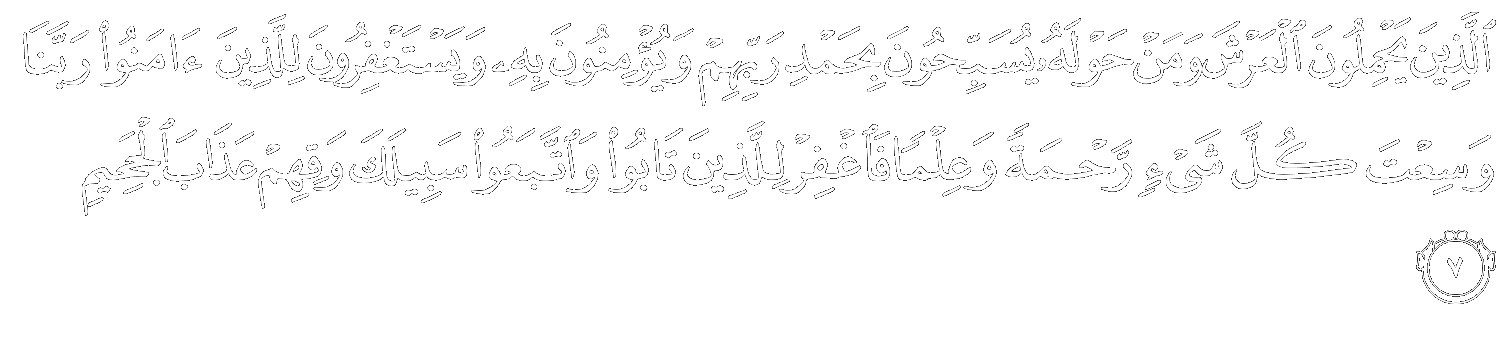 ٱلَّذِينَ يَحْمِلُونَ ٱلْعَرْشَ وَمَنْ حَوْلَهُۥ يُسَبِّحُونَ بِحَمْدِ رَبِّهِمْ وَيُؤْمِنُونَ بِهِۦ وَيَسْتَغْفِرُونَ لِلَّذِينَ ءَامَنُوا۟ رَبَّنَا
وَسِعْتَ كُلَّ شَىْءٍ رَّحْمَةً وَعِلْمًا فَٱغْفِرْ لِلَّذِينَ تَابُوا۟ وَٱتَّبَعُوا۟ سَبِيلَكَ وَقِهِمْ عَذَابَ ٱلْجَحِيمِ
٧